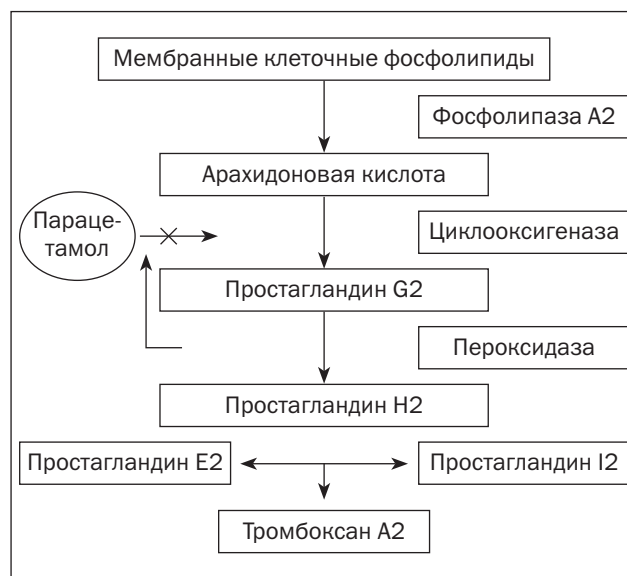 Мембранные клеточные фосфолипиды
Фосфолипаза А2
Арахидоновая кислота
Параце-
тамол
Циклооксигеназа
Простагландин G2
Пероксидаза
Простагландин Н2
Простагландин Е2
Простагландин I2
Тромбоксан А2